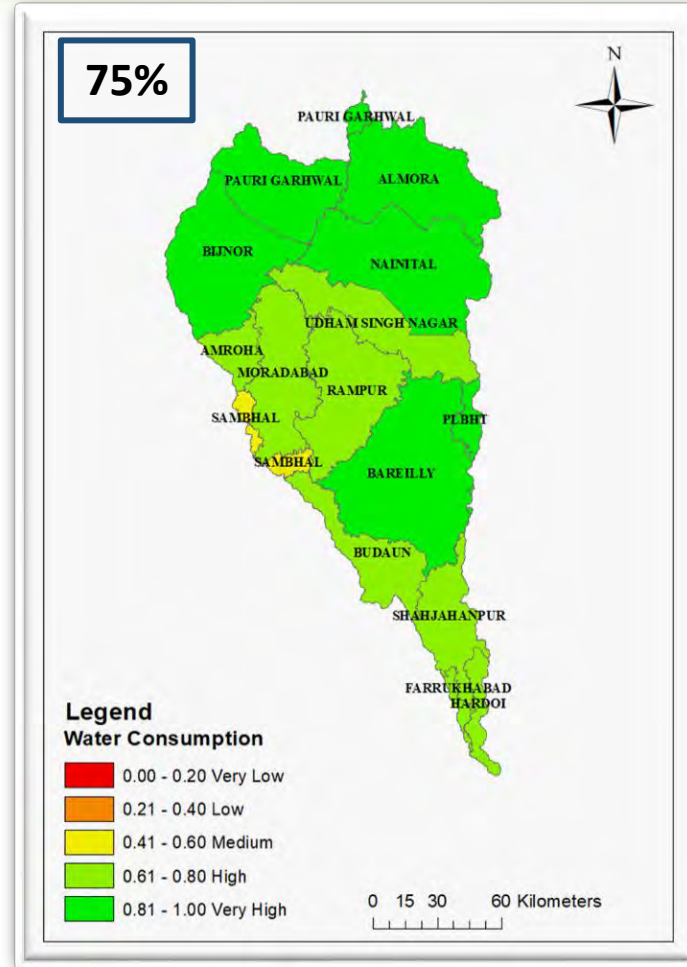 75%
N
PAURI GARHWAL
PAURI GARHWAL
ALMORA
BIJNOR
NAINITAL
UDHAM SINGH NAGAR
AMROHA
MORADABAD
RAMPUR
SAMBHAL
PLBHT
SAMBHAL
BAREILLY
BUDAUN
SHAHJAHANPUR
FARRUKHABAD
HARDOI
Legend
Water Consumption
0.00 - 0.20 Very Low
0.21 - 0.40 Low
0.41 - 0.60 Medium
0.61 - 0.80 High
0.81 - 1.00 Very High
0 15 30 60 Kilometers